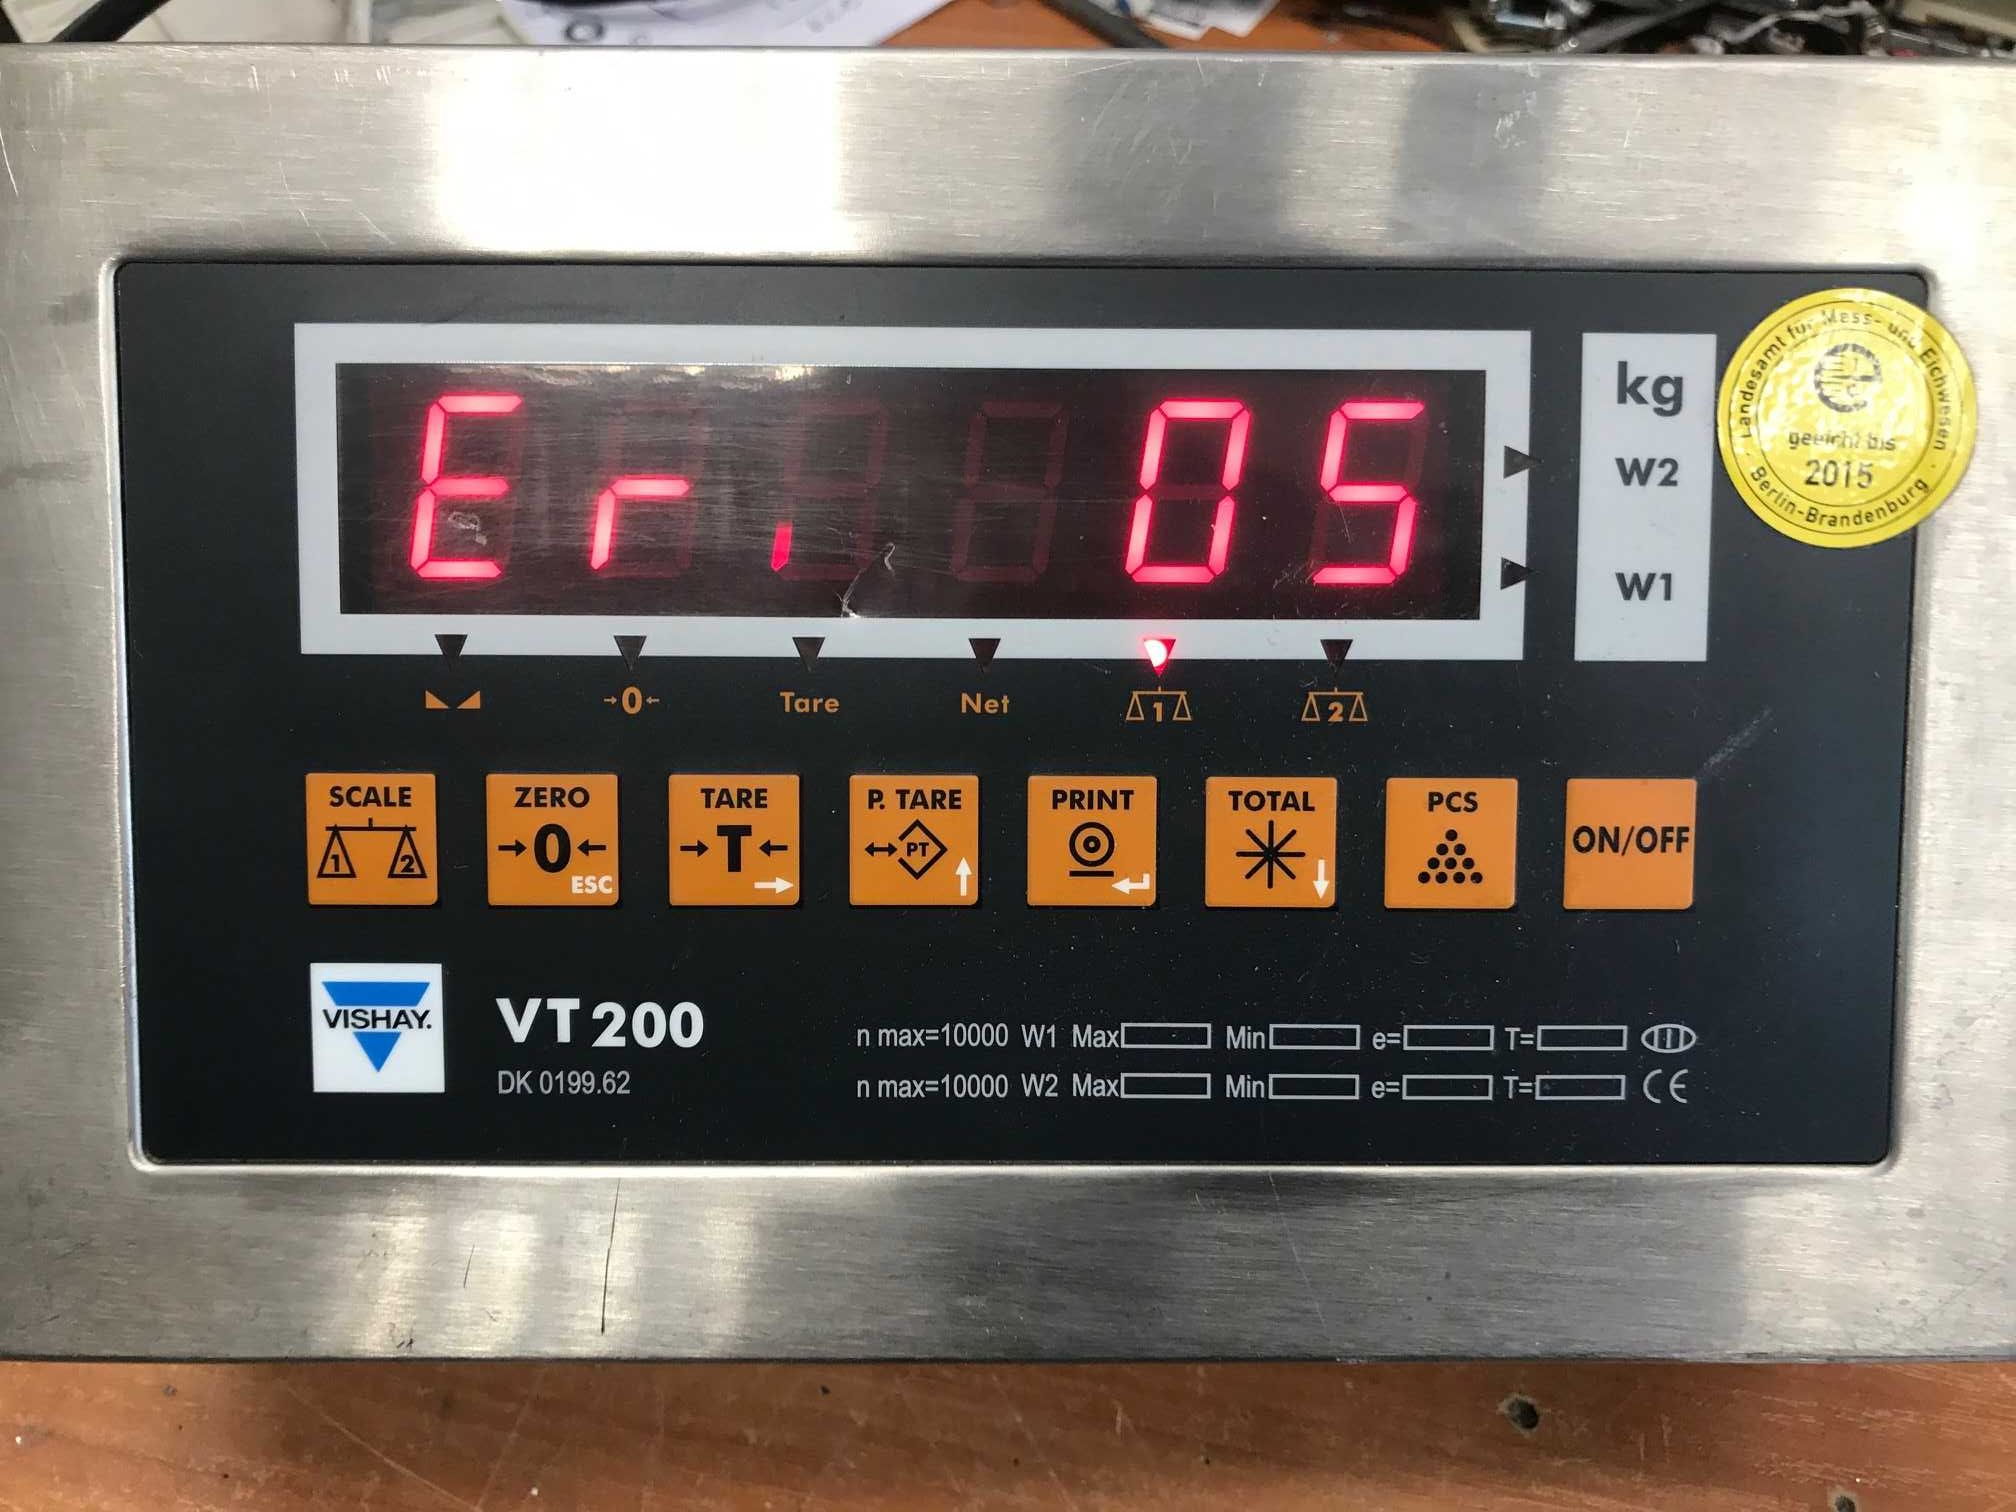 Er, 05
kg
W2
W1
Landesamt für Mess- und Eichwesen
geeicht bis
2015
Berlin-Brandenburg
→0← Tare Net 1 2
SCALE ZERO TARE P. TARE PRINT TOTAL PCS ON/OFF
1 2 →0← →T← PT
ESC
VISHAY.
VT200
DK 0199.62
n max=10000 W1 Max Min e= T= III
n max=10000 W2 Max Min e= T= CE